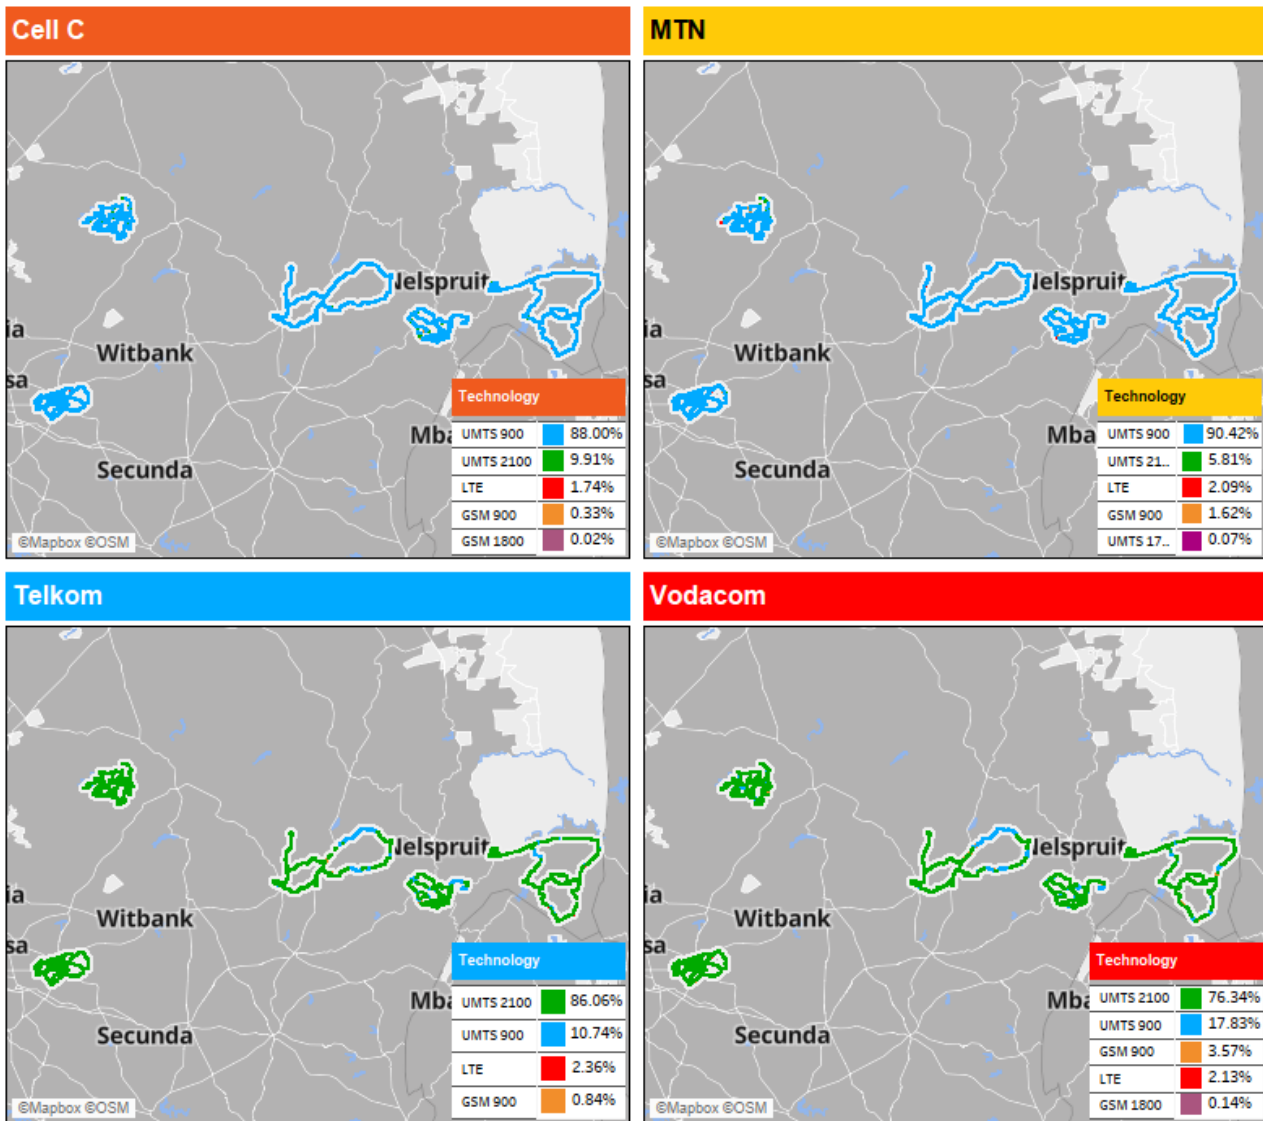 Cell C
MTN
Nelspruit
ia
Witbank
sa
Mba
Secunda
Technology
UMTS 900 88.00%
UMTS 2100 9.91%
LTE 1.74%
GSM 900 0.33%
GSM 1800 0.02%
©Mapbox ©OSM
Nelspruit
ia
Witbank
sa
Mba
Secunda
Technology
UMTS 900 90.42%
UMTS 21.. 5.81%
LTE 2.09%
GSM 900 1.62%
UMTS 17.. 0.07%
©Mapbox ©OSM
Telkom
Vodacom
Nelspruit
ia
Witbank
sa
Mba
Secunda
Technology
UMTS 2100 86.06%
UMTS 900 10.74%
LTE 2.36%
GSM 900 0.84%
©Mapbox ©OSM
Nelspruit
ia
Witbank
sa
Mba
Secunda
Technology
UMTS 2100 76.34%
UMTS 900 17.83%
GSM 900 3.57%
LTE 2.13%
GSM 1800 0.14%
©Mapbox ©OSM